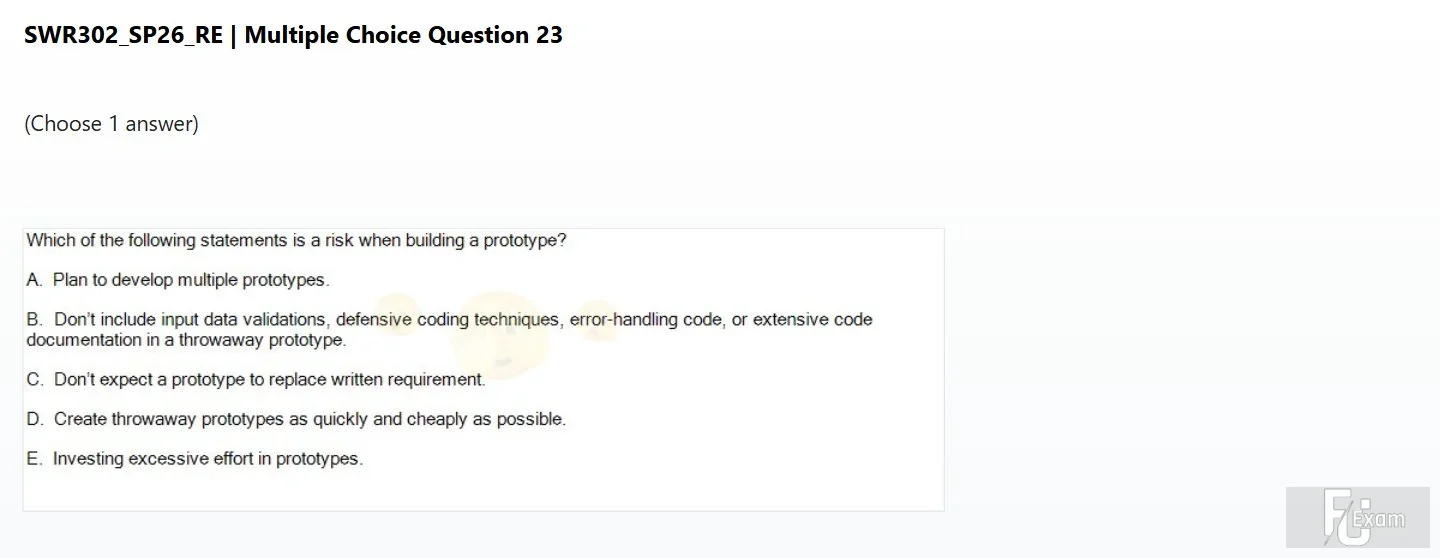 SWR302_SP26_RE | Multiple Choice Question 23
(Choose 1 answer)
Which of the following statements is a risk when building a prototype?
A. Plan to develop multiple prototypes.
B. Don't include input data validations, defensive coding techniques, error-handling code, or extensive code
documentation in a throwaway prototype.
C. Don't expect a prototype to replace written requirement.
D. Create throwaway prototypes as quickly and cheaply as possible.
E. Investing excessive effort in prototypes.
FU Exam